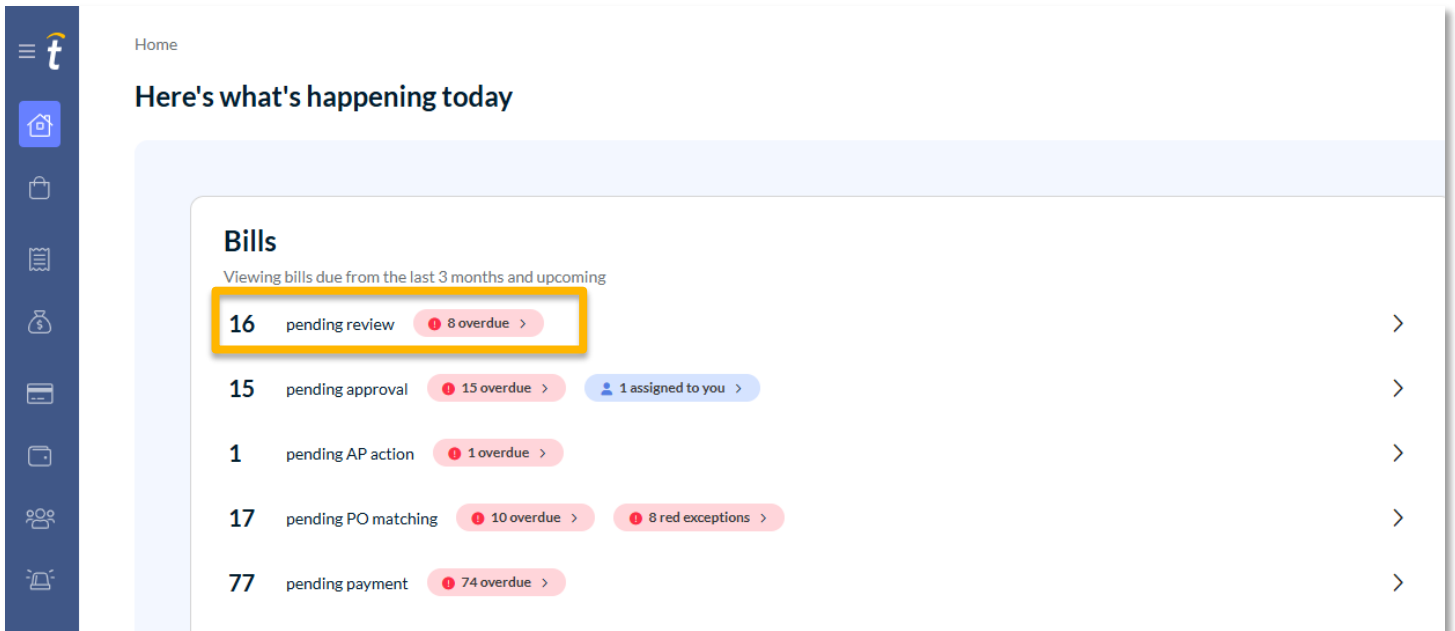 t
Home
Here's what's happening today
Bills
Viewing bills due from the last 3 months and upcoming
16 pending review 8 overdue >
15 pending approval 15 overdue > 1 assigned to you >
1 pending AP action 1 overdue >
17 pending PO matching 10 overdue > 8 red exceptions >
77 pending payment 74 overdue >